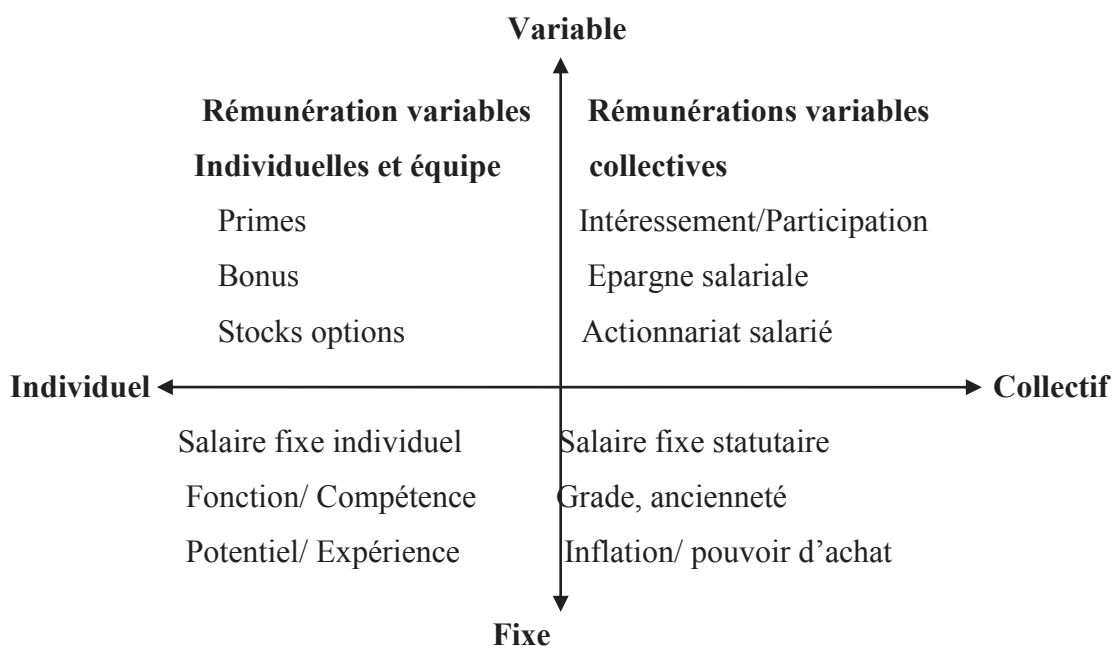 Variable
Rémunération variables
Individuelles et équipe
Primes
Bonus
Stocks options
Rémunérations variables
collectives
Intéressement/Participation
Epargne salariale
Actionnariat salarié
Individuel
Collectif
Salaire fixe individuel
Fonction/ Compétence
Potentiel/ Expérience
Salaire fixe statutaire
Grade, ancienneté
Inflation/ pouvoir d’achat
Fixe